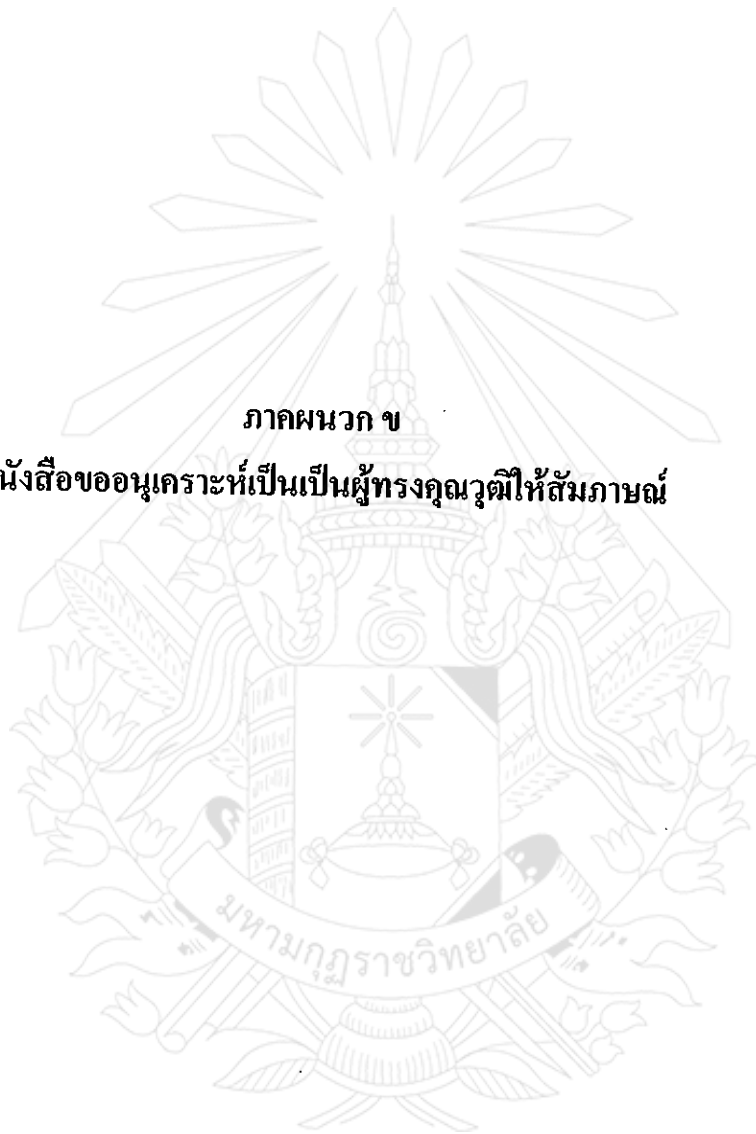 ภาคผนวก ข
นังสือขออนุเคราะห์เป็นเป็นผู้ทรงคุณวุฒิให้สัมภาษณ์
มหามกุฏราชวิทยาลัย